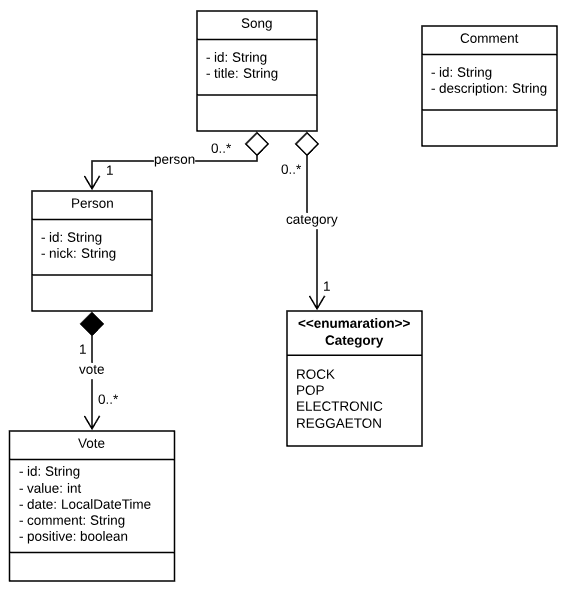 Song
- id: String
- title: String
Comment
- id: String
- description: String
0..*
0..*
person
1
Person
- id: String
- nick: String
category
1
<<enumaration>>
Category
ROCK
POP
ELECTRONIC
REGGAETON
1
vote
0..*
Vote
- id: String
- value: int
- date: LocalDateTime
- comment: String
- positive: boolean